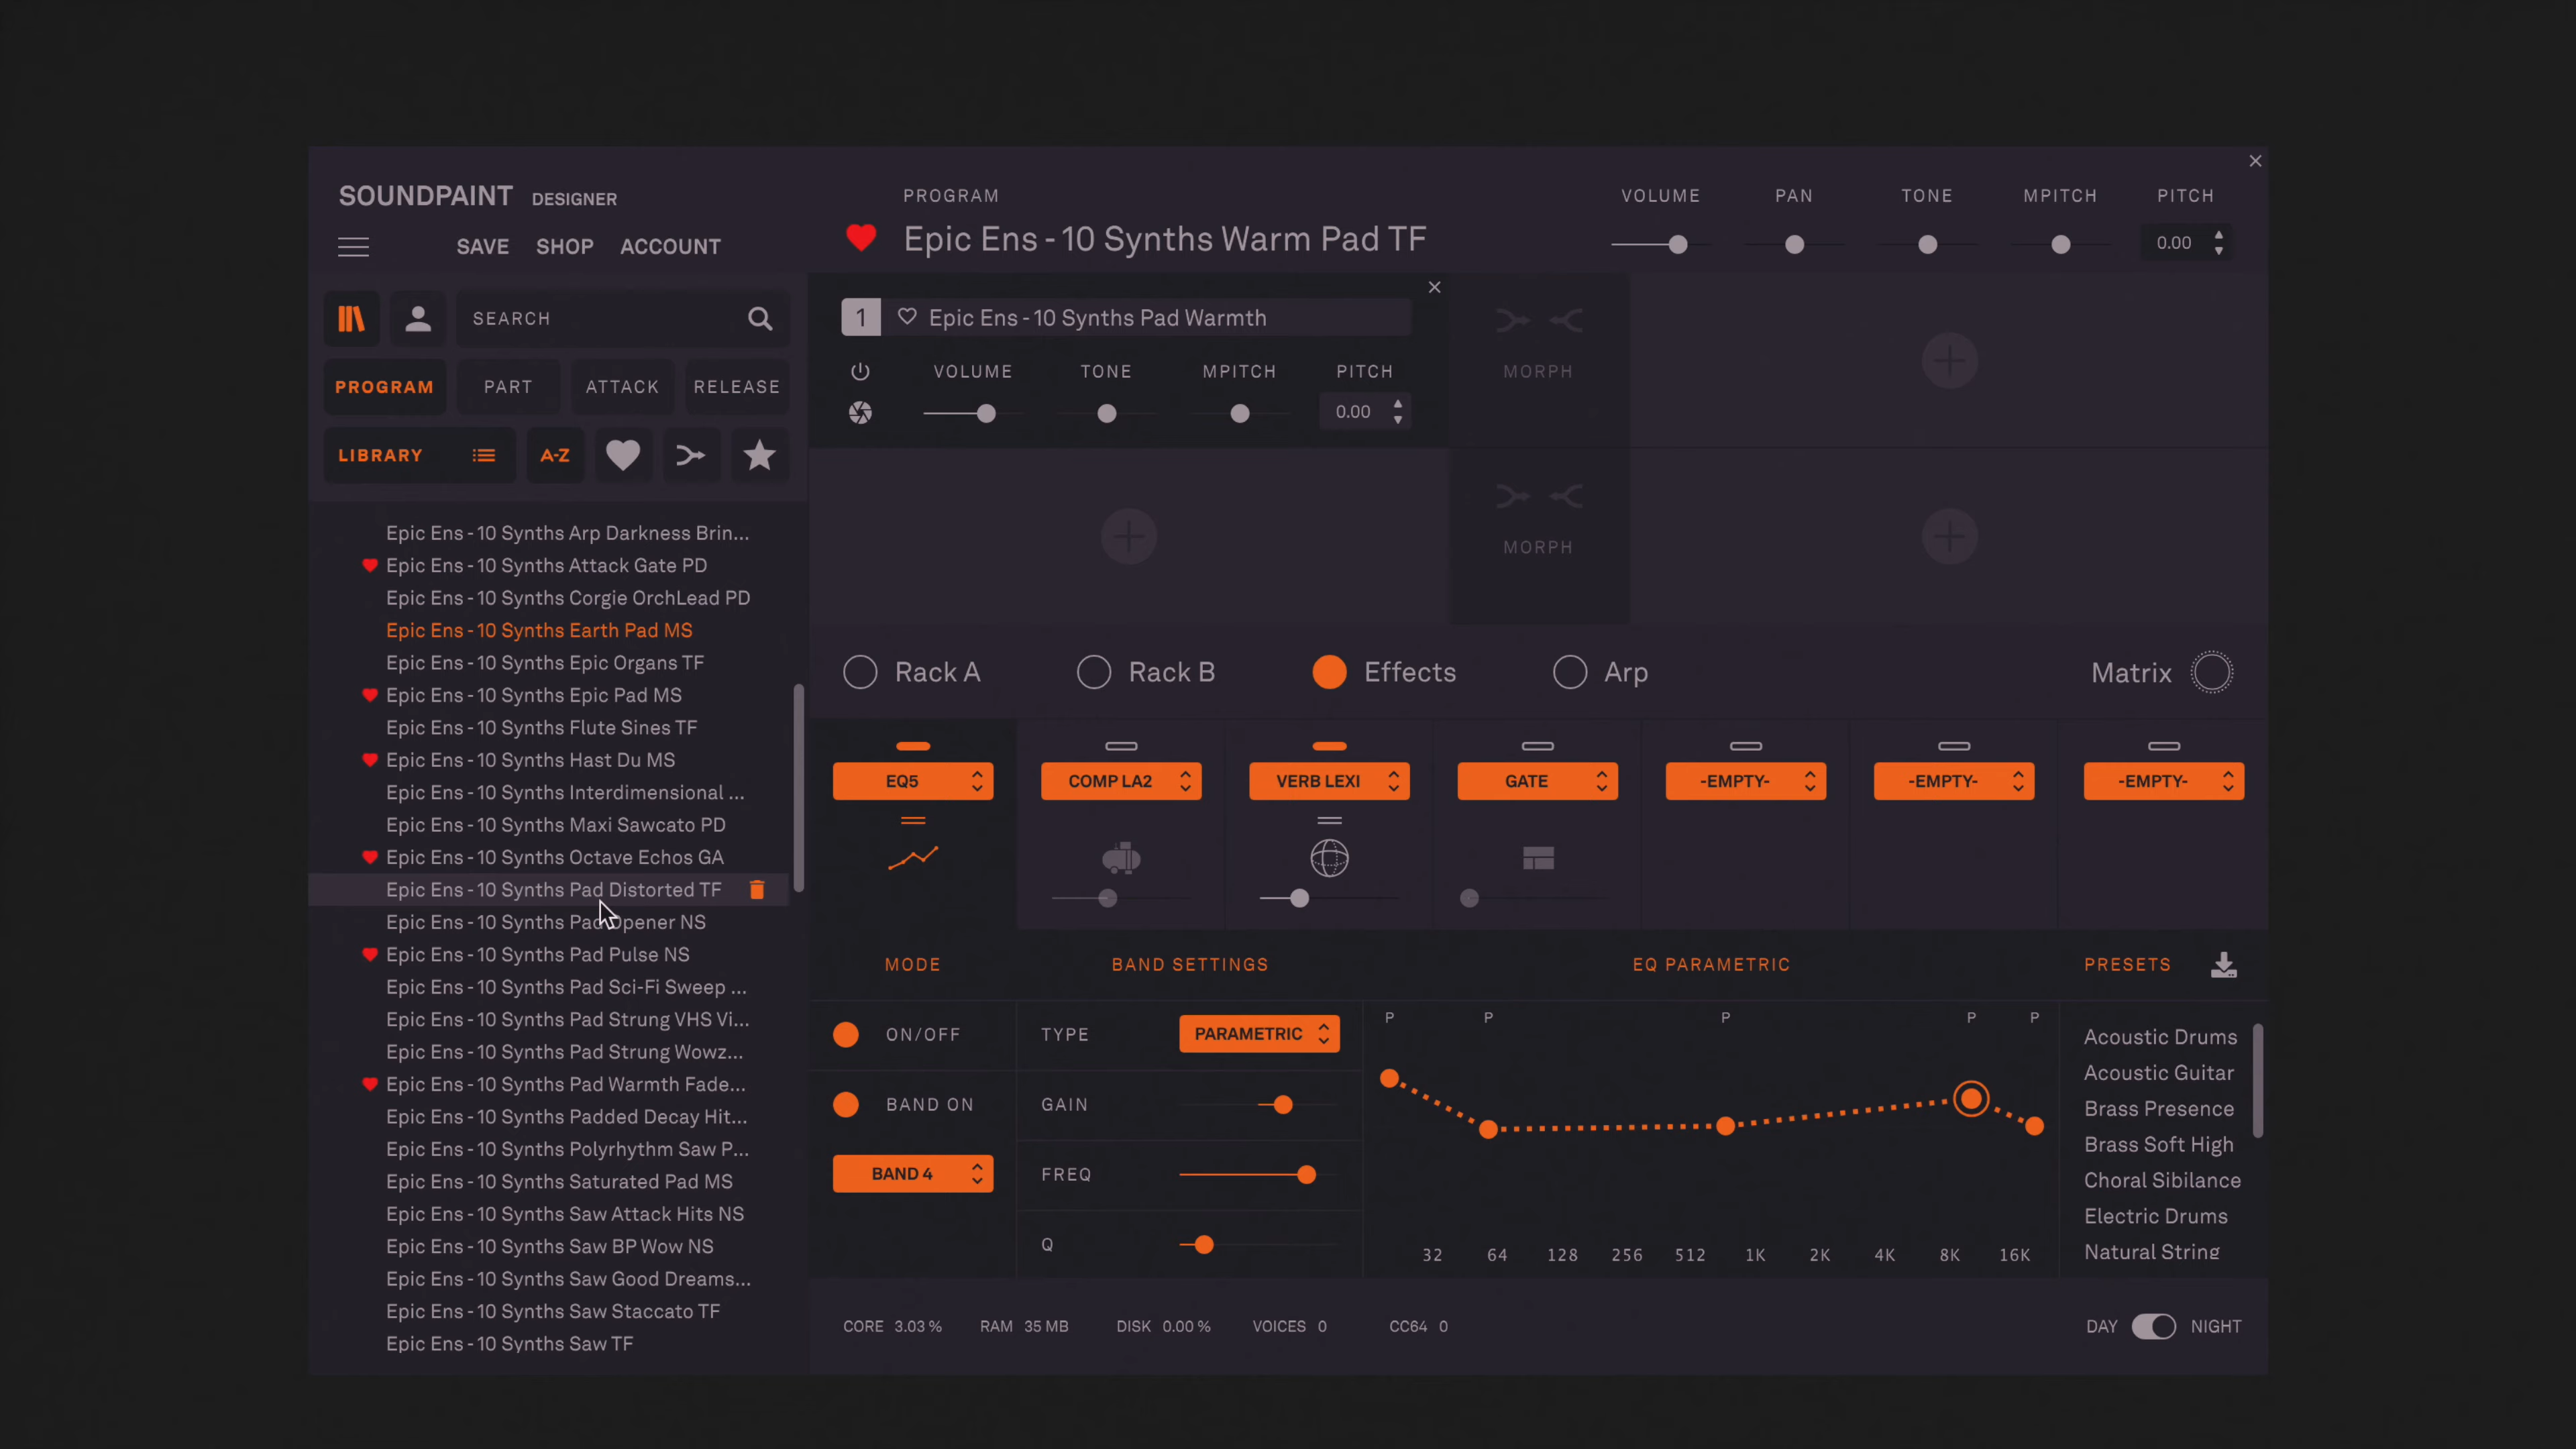 SOUNDPAINT DESIGNER
SAVE SHOP ACCOUNT
SEARCH
PROGRAM PART ATTACK RELEASE
LIBRARY A-Z
Epic Ens - 10 Synths Arp Darkness Brin...
Epic Ens - 10 Synths Attack Gate PD
Epic Ens - 10 Synths Corgie OrchLead PD
Epic Ens - 10 Synths Earth Pad MS
Epic Ens - 10 Synths Epic Organs TF
Epic Ens - 10 Synths Epic Pad MS
Epic Ens - 10 Synths Flute Sines TF
Epic Ens - 10 Synths Hast Du MS
Epic Ens - 10 Synths Interdimensional ...
Epic Ens - 10 Synths Maxi Sawcato PD
Epic Ens - 10 Synths Octave Echos GA
Epic Ens - 10 Synths Pad Distorted TF
Epic Ens - 10 Synths Pad Opener NS
Epic Ens - 10 Synths Pad Pulse NS
Epic Ens - 10 Synths Pad Sci-Fi Sweep ...
Epic Ens - 10 Synths Pad Strung VHS Vi...
Epic Ens - 10 Synths Pad Strung Wowz...
Epic Ens - 10 Synths Pad Warmth Fade...
Epic Ens - 10 Synths Padded Decay Hit...
Epic Ens - 10 Synths Polyrhythm Saw P...
Epic Ens - 10 Synths Saturated Pad MS
Epic Ens - 10 Synths Saw Attack Hits NS
Epic Ens - 10 Synths Saw BP Wow NS
Epic Ens - 10 Synths Saw Good Dreams...
Epic Ens - 10 Synths Saw Staccato TF
Epic Ens - 10 Synths Saw TF
PROGRAM
Epic Ens - 10 Synths Warm Pad TF
VOLUME PAN TONE MPITCH PITCH
0.00
1 Epic Ens - 10 Synths Pad Warmth
VOLUME TONE MPITCH PITCH
0.00
MORPH
MORPH
Rack A Rack B Effects Arp Matrix
EQ5 COMP LA2 VERB LEXI GATE -EMPTY- -EMPTY- -EMPTY-
MODE BAND SETTINGS EQ PARAMETRIC PRESETS
ON/OFF
BAND ON
BAND 4
TYPE PARAMETRIC
GAIN
FREQ
Q
P P P P P
32 64 128 256 512 1K 2K 4K 8K 16K
Acoustic Drums
Acoustic Guitar
Brass Presence
Brass Soft High
Choral Sibilance
Electric Drums
Natural String
CORE 3.03 % RAM 35 MB DISK 0.00 % VOICES 0 CC64 0
DAY NIGHT